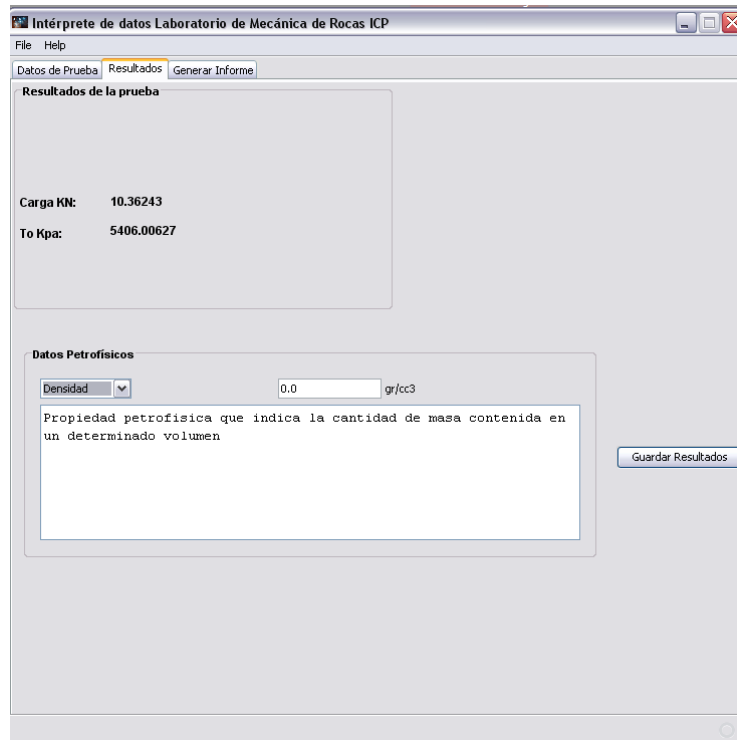 Intérprete de datos Laboratorio de Mecánica de Rocas ICP
File Help
Datos de Prueba Resultados Generar Informe
Resultados de la prueba
Carga KN: 10.36243
To Kpa: 5406.00627
Datos Petrofísicos
Densidad 0.0 gr/cc3
Propiedad petrofisica que indica la cantidad de masa contenida en
un determinado volumen
Guardar Resultados